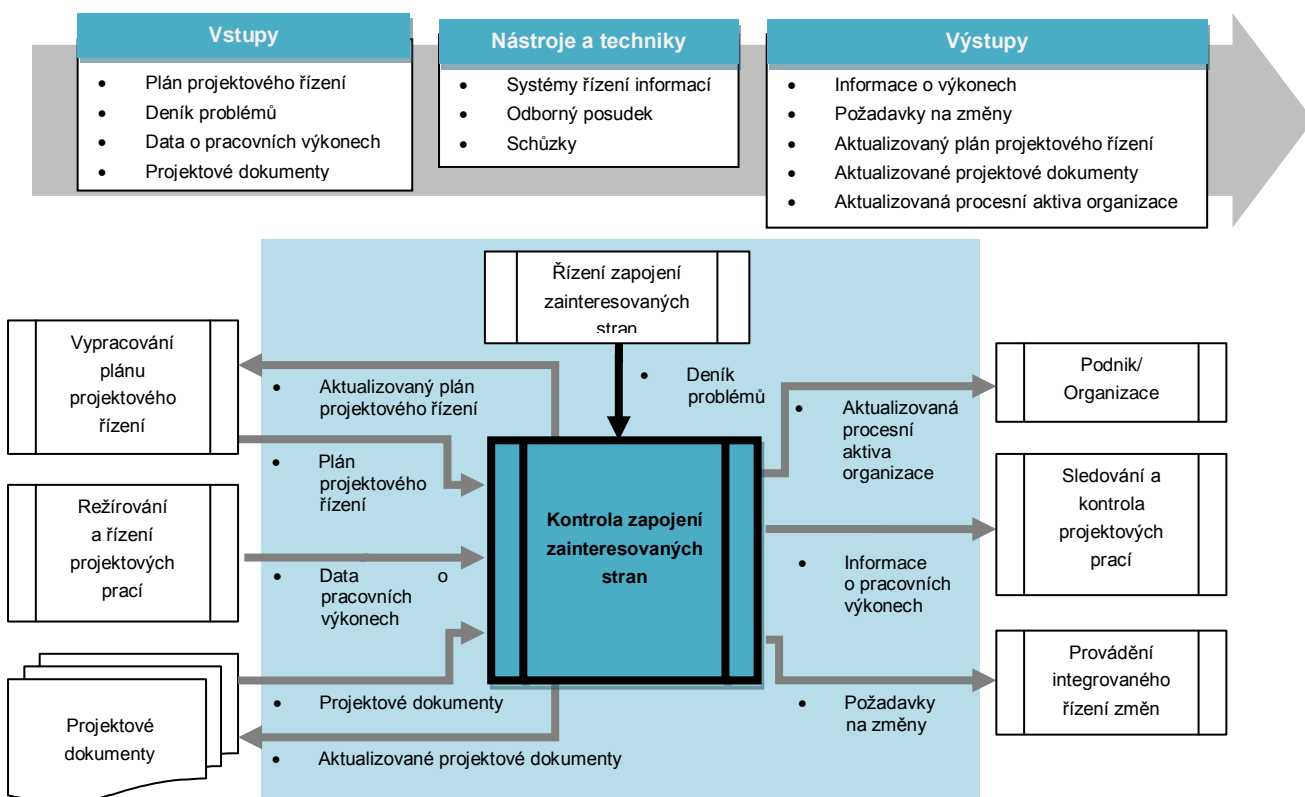 Vstupy
• Plán projektového řízení
• Deník problémů
• Data o pracovních výkonech
• Projektové dokumenty
Nástroje a techniky
• Systémy řízení informací
• Odborný posudek
• Schůzky
Výstupy
• Informace o výkonech
• Požadavky na změny
• Aktualizovaný plán projektového řízení
• Aktualizované projektové dokumenty
• Aktualizovaná procesní aktiva organizace
Řízení zapojení
zainteresovaných
stran
Vypracování
plánu
projektového
řízení
• Aktualizovaný plán
projektového řízení
• Deník
problémů
• Plán
projektového
řízení
Režírování
a řízení
projektových
prací
• Data o
pracovních
výkonech
Projektové
dokumenty
• Projektové dokumenty
• Aktualizované projektové dokumenty
Kontrola zapojení
zainteresovaných
stran
• Aktualizovaná
procesní
aktiva
organizace
Podnik/
Organizace
• Informace
o pracovních
výkonech
Sledování a
kontrola
projektových
prací
• Požadavky
na změny
Provádění
integrovaného
řízení změn